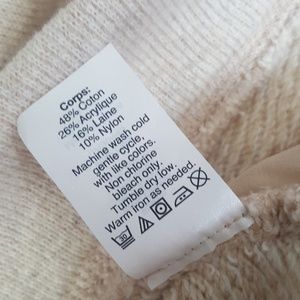 Corps:
48% Coton
26% Acrylique
16% Laine
10% Nylon
Machine wash cold
gentle cycle,
with like colors.
Non chlorine
bleach only.
Tumble dry low.
Warm iron as needed.
30